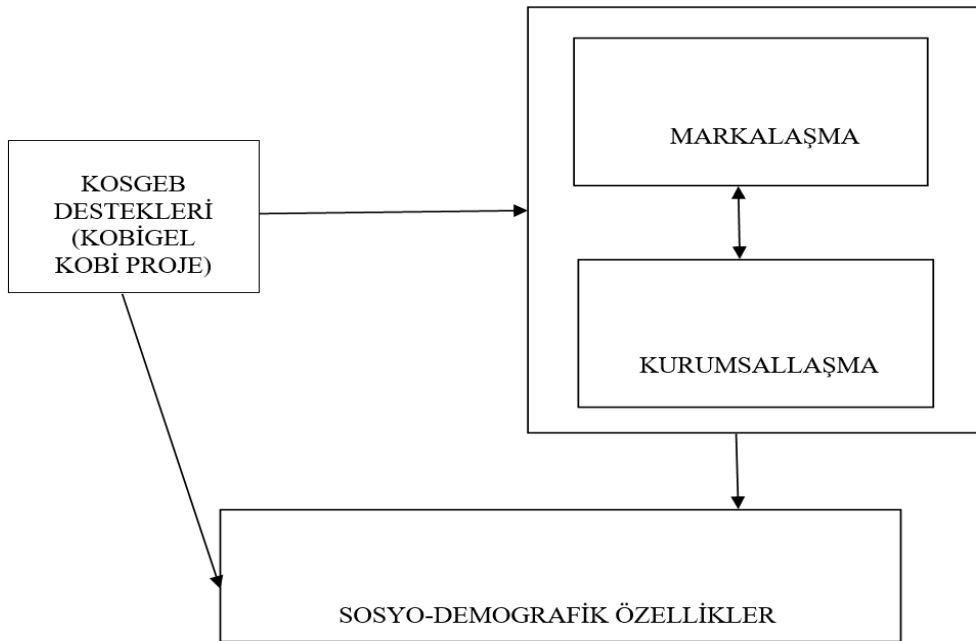 MARKALAŞMA
KOSGEB
DESTEKLERİ
(KOBİGEL
KOBİ PROJE)
KURUMSALLAŞMA
SOSYO-DEMOGRAFİK ÖZELLİKLER